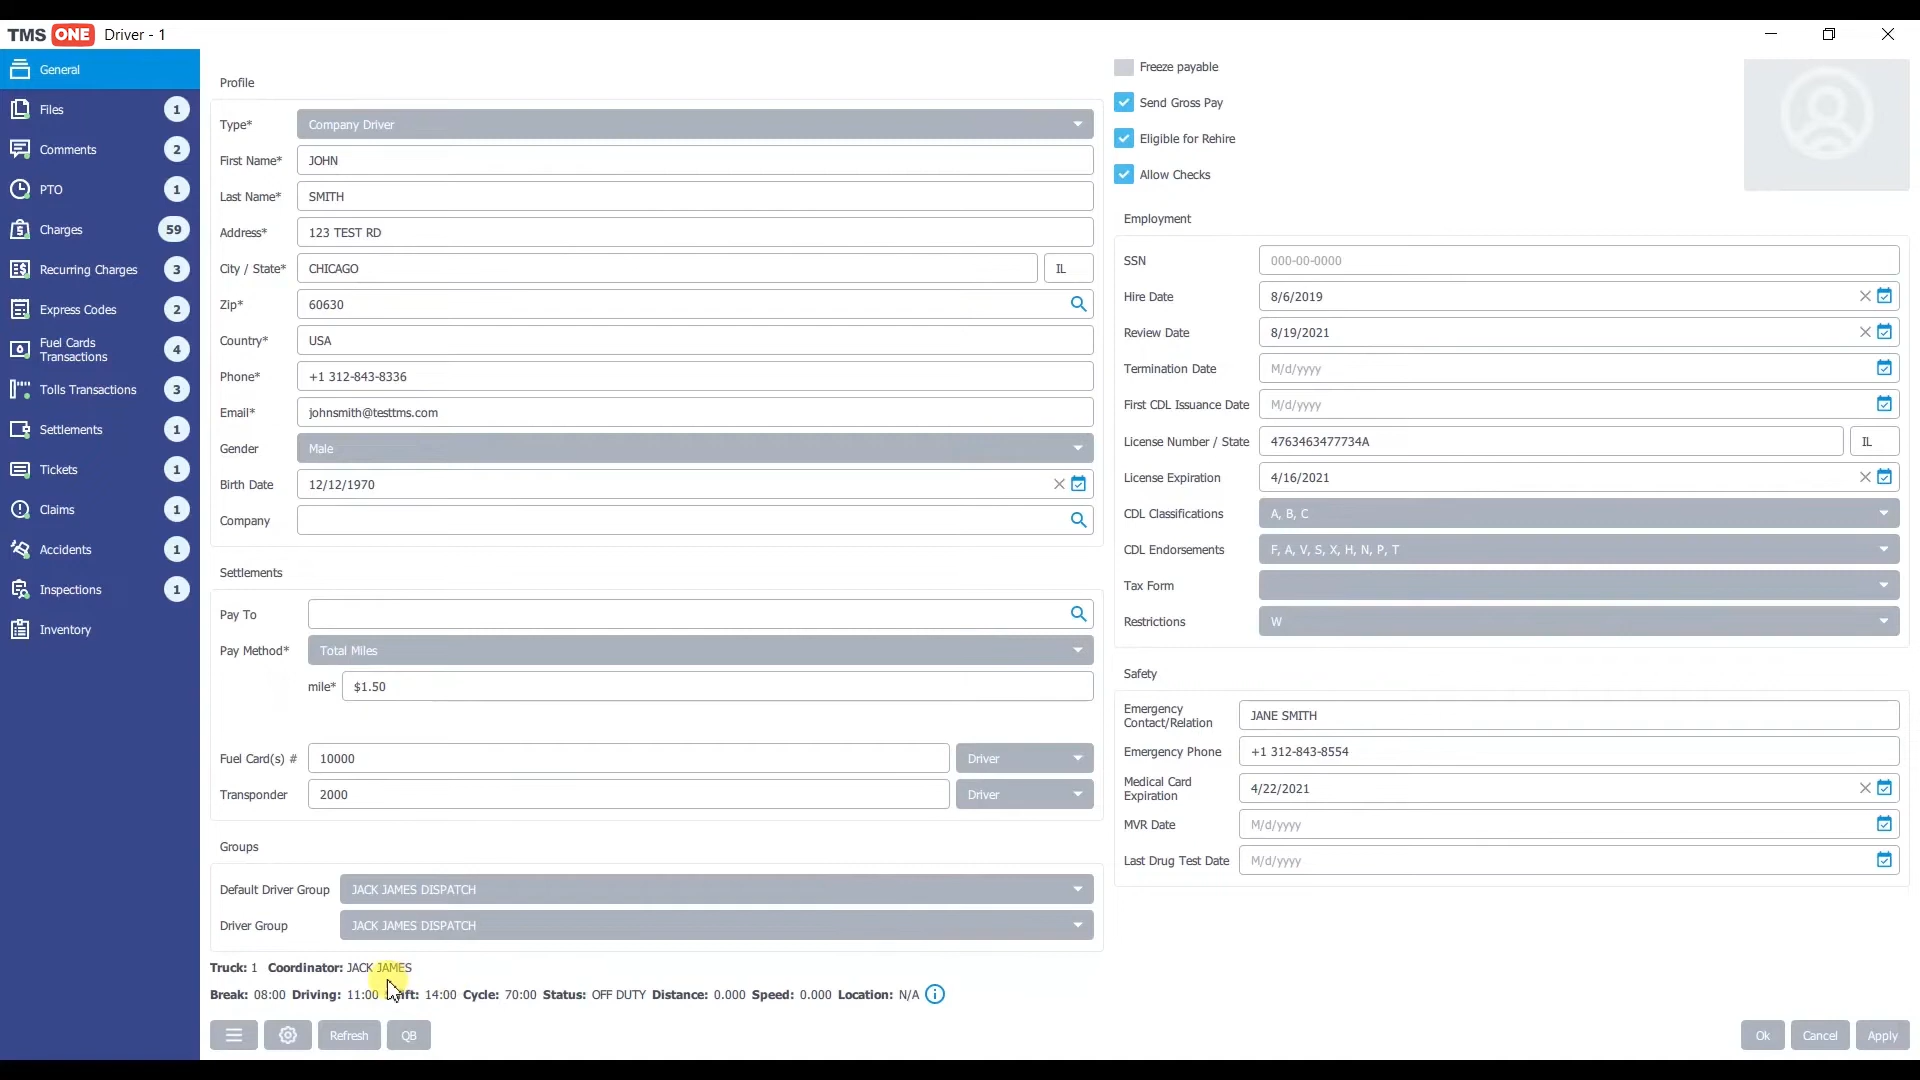 TMS ONE Driver - 1
General
Files 1
Comments 2
PTO 1
Charges 59
Recurring Charges 3
Express Codes 2
Fuel Cards
Transactions 4
Tolls Transactions 3
Settlements 1
Tickets 1
Claims 1
Accidents 1
Inspections 1
Inventory
Profile
Type* Company Driver
First Name* JOHN
Last Name* SMITH
Address* 123 TEST RD
City / State* CHICAGO IL
Zip* 60630
Country* USA
Phone* +1 312-843-8336
Email* johnsmith@testtms.com
Gender Male
Birth Date 12/12/1970
Company
Settlements
Pay To
Pay Method* Total Miles
mile* $1.50
Fuel Card(s) # 10000 Driver
Transponder 2000 Driver
Groups
Default Driver Group JACK JAMES DISPATCH
Driver Group JACK JAMES DISPATCH
Truck: 1 Coordinator: JACK JAMES
Break: 08:00 Driving: 11:00 ift: 14:00 Cycle: 70:00 Status: OFF DUTY Distance: 0.000 Speed: 0.000 Location: N/A
Refresh QB
Freeze payable
Send Gross Pay
Eligible for Rehire
Allow Checks
Employment
SSN 000-00-0000
Hire Date 8/6/2019
Review Date 8/19/2021
Termination Date M/d/yyyy
First CDL Issuance Date M/d/yyyy
License Number / State 4763463477734A IL
License Expiration 4/16/2021
CDL Classifications A, B, C
CDL Endorsements F, A, V, S, X, H, N, P, T
Tax Form
Restrictions W
Safety
Emergency
Contact/Relation JANE SMITH
Emergency Phone +1 312-843-8554
Medical Card
Expiration 4/22/2021
MVR Date M/d/yyyy
Last Drug Test Date M/d/yyyy
Ok Cancel Apply